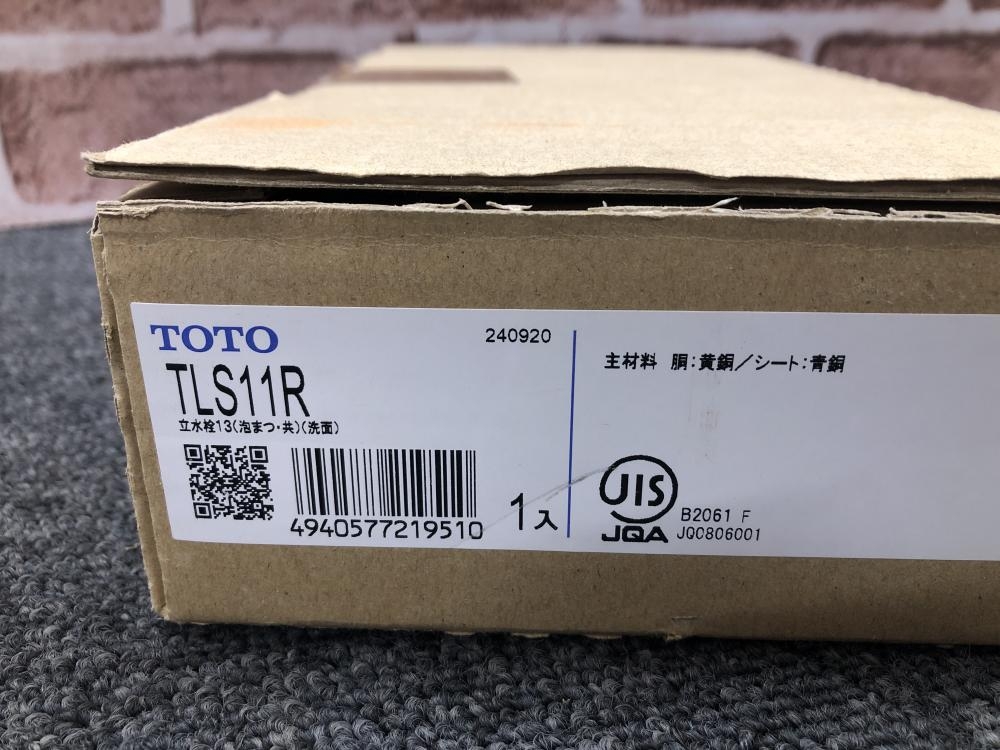 TOTO
240920
TLS11R
立水栓13(泡まつ・共)(洗面)
4940577219510
1入
主材料 胴:黄銅/シート:青銅
JIS
JQA
B2061 F
JQ0806001